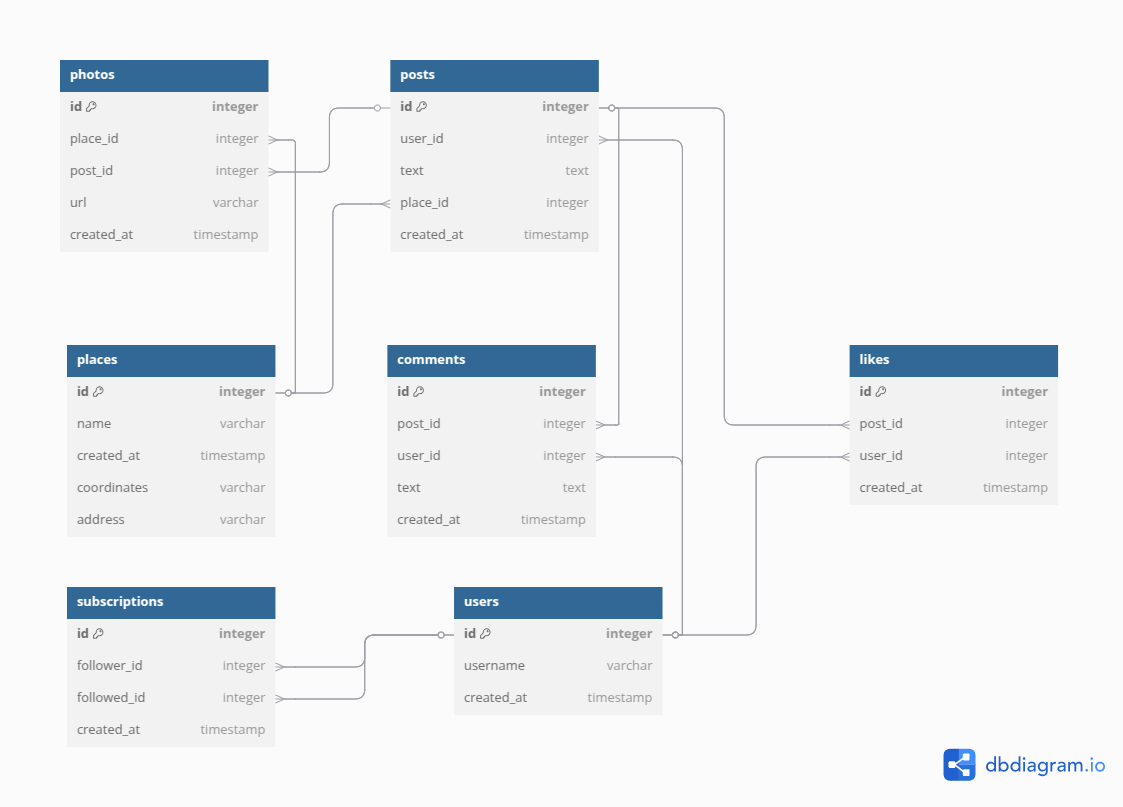 photos
id integer
place_id integer
post_id integer
url varchar
created_at timestamp
posts
id integer
user_id integer
text text
place_id integer
created_at timestamp
places
id integer
name varchar
created_at timestamp
coordinates varchar
address varchar
comments
id integer
post_id integer
user_id integer
text text
created_at timestamp
likes
id integer
post_id integer
user_id integer
created_at timestamp
subscriptions
id integer
follower_id integer
followed_id integer
created_at timestamp
users
id integer
username varchar
created_at timestamp
dbdiagram.io